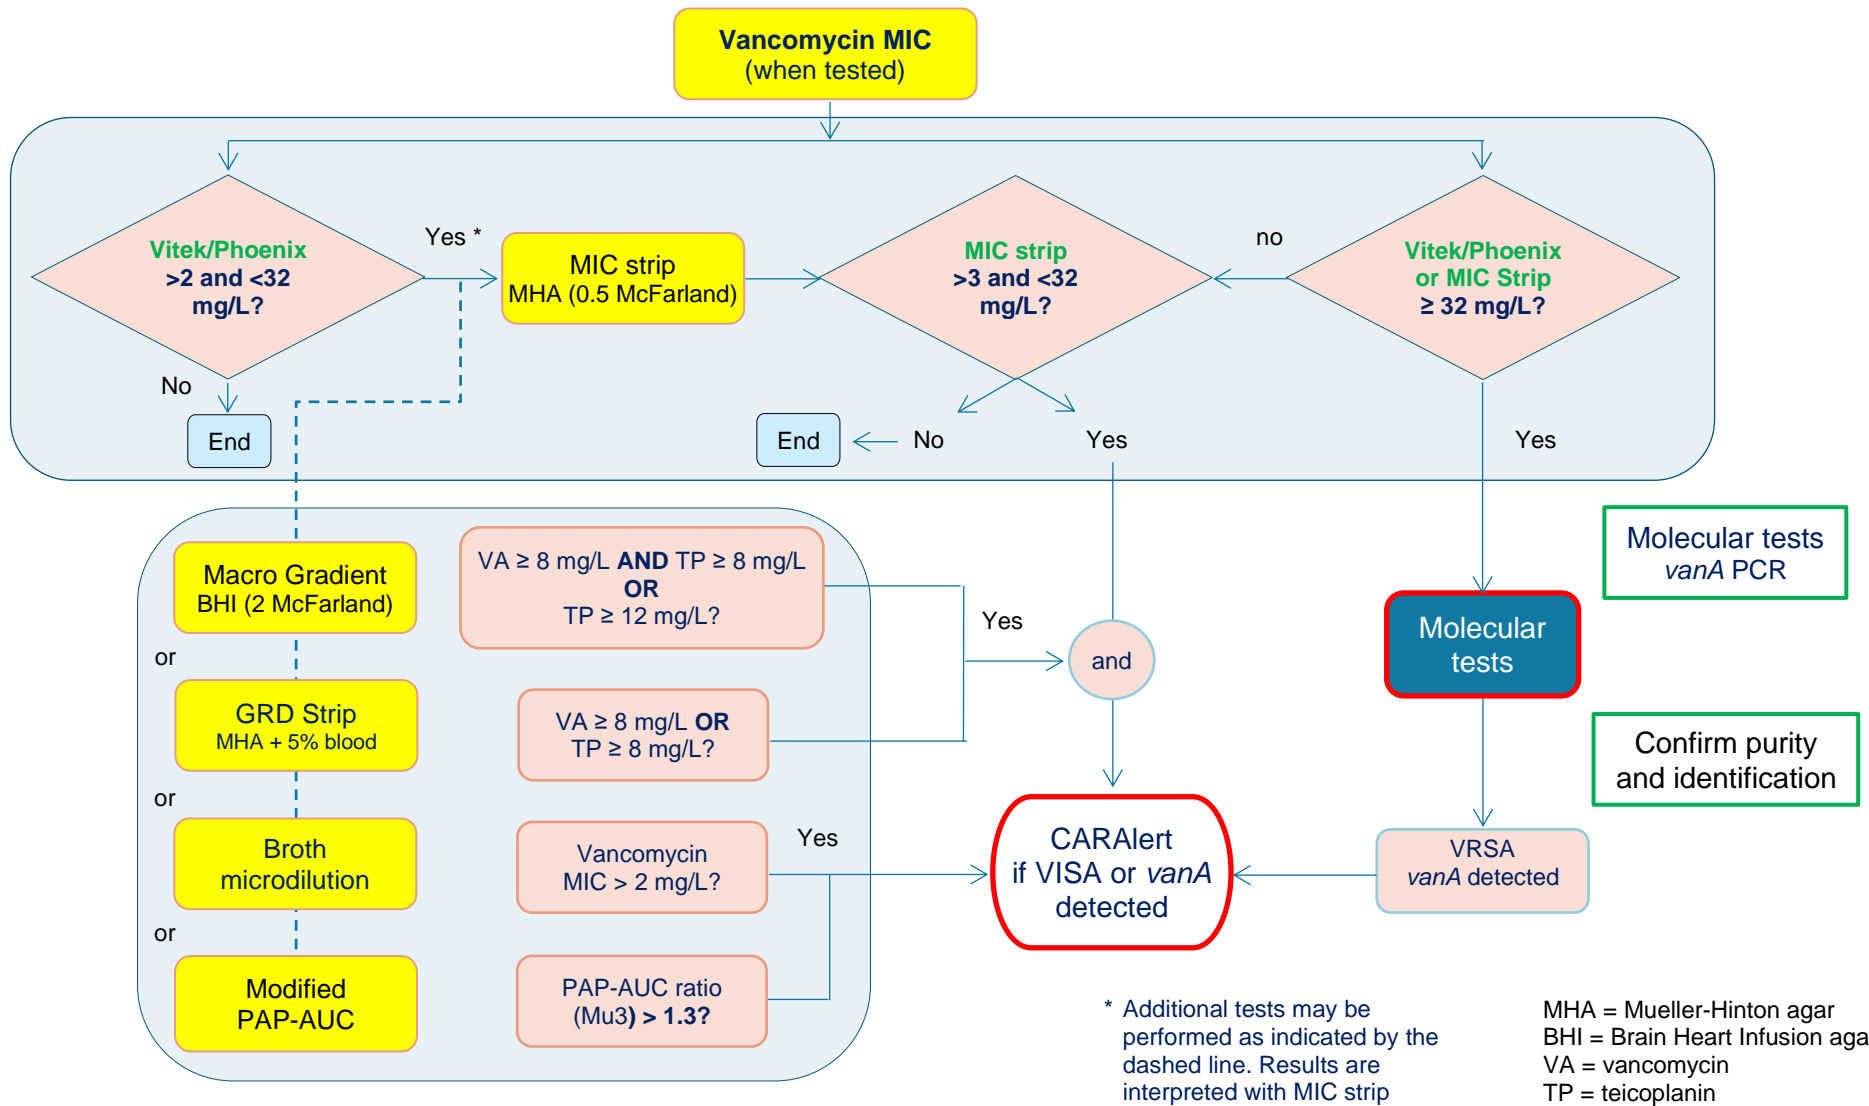 Vancomycin MIC
(when tested)
Vitek/Phoenix
>2 and <32
mg/L?
Yes *
MIC strip
MHA (0.5 McFarland)
MIC strip
>3 and <32
mg/L?
no
Vitek/Phoenix
or MIC Strip
≥ 32 mg/L?
No
End
End
No
Yes
Yes
Macro Gradient
BHI (2 McFarland)
VA ≥ 8 mg/L AND TP ≥ 8 mg/L
OR
TP ≥ 12 mg/L?
or
GRD Strip
MHA + 5% blood
VA ≥ 8 mg/L OR
TP ≥ 8 mg/L?
Yes
and
or
Broth
microdilution
Vancomycin
MIC > 2 mg/L?
Yes
or
Modified
PAP-AUC
PAP-AUC ratio
(Mu3) > 1.3?
CARAlert
if VISA or vanA
detected
Molecular tests
vanA PCR
Molecular
tests
Confirm purity
and identification
VRSA
vanA detected
* Additional tests may be
performed as indicated by the
dashed line. Results are
interpreted with MIC strip
MHA = Mueller-Hinton agar
BHI = Brain Heart Infusion aga
VA = vancomycin
TP = teicoplanin